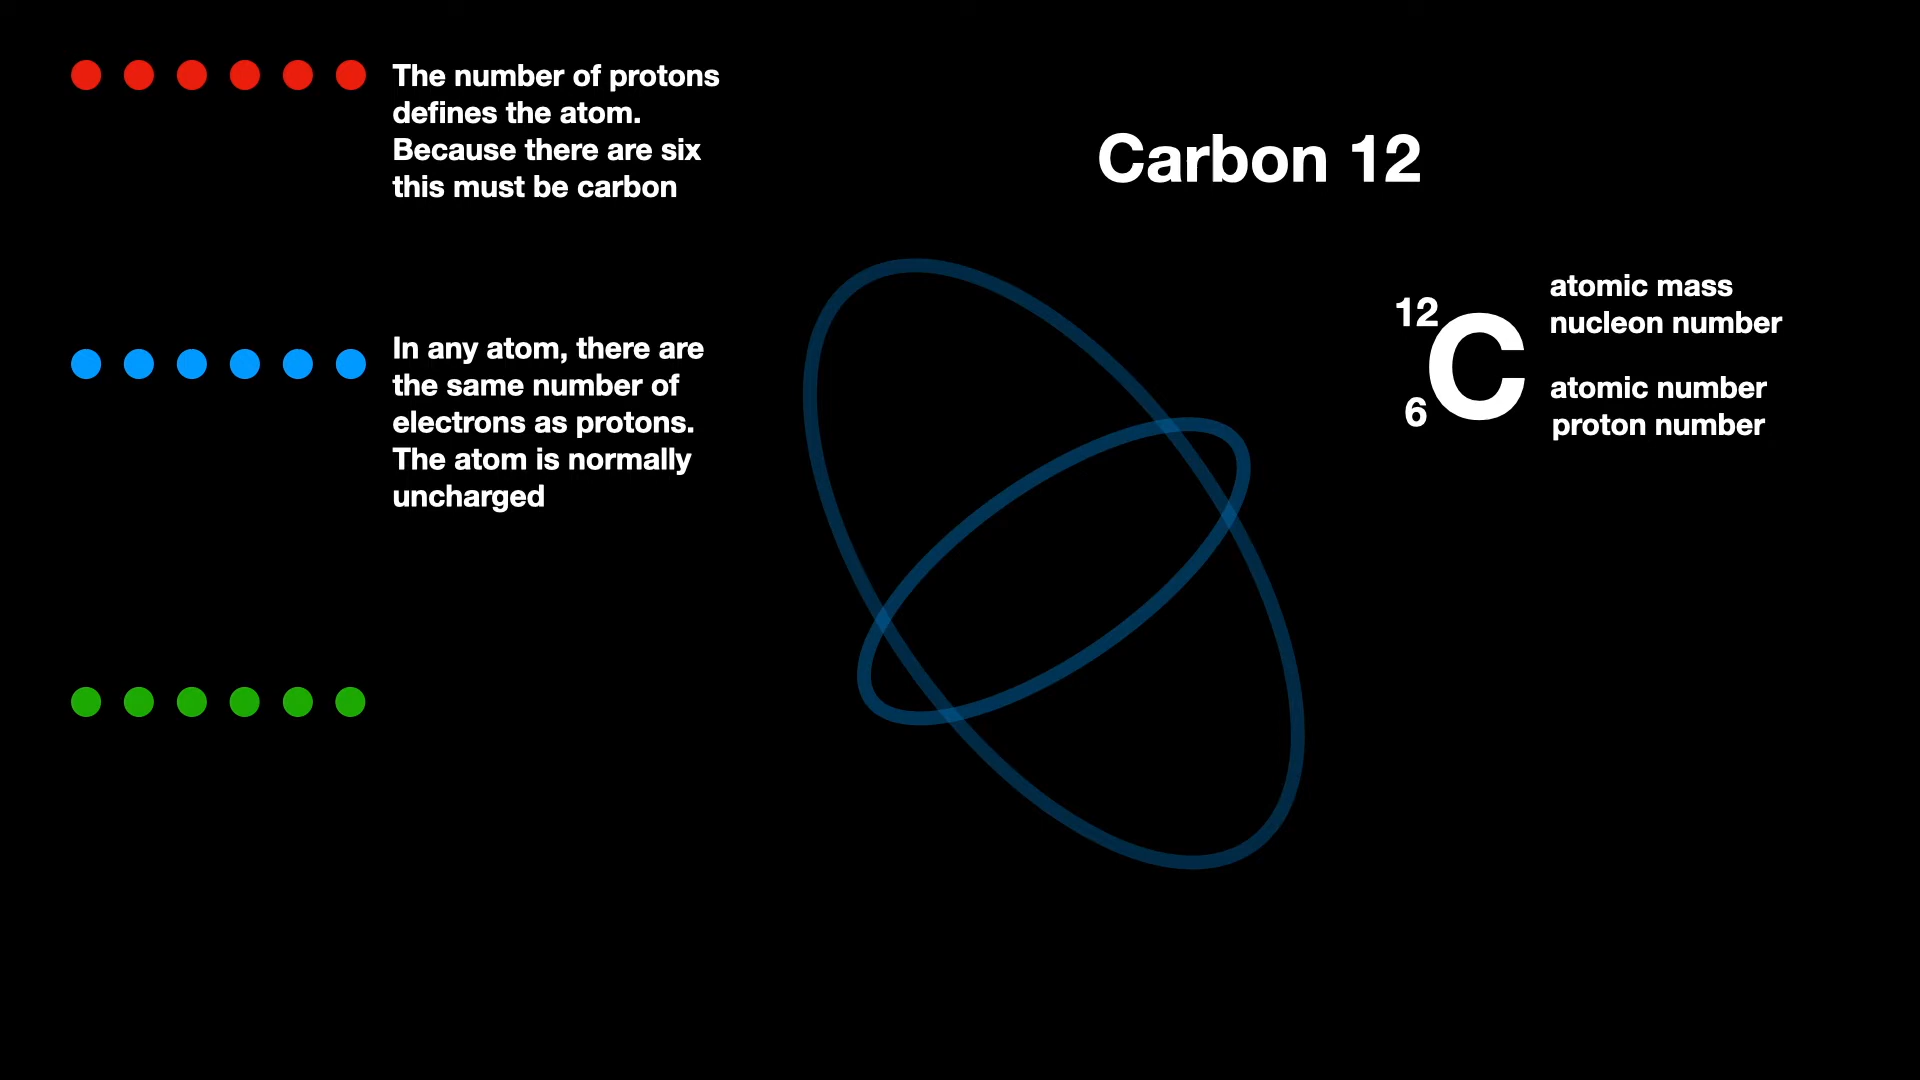 The number of protons
defines the atom.
Because there are six
this must be carbon
In any atom, there are
the same number of
electrons as protons.
The atom is normally
uncharged
Carbon 12
12
C
6
atomic mass
nucleon number
atomic number
proton number